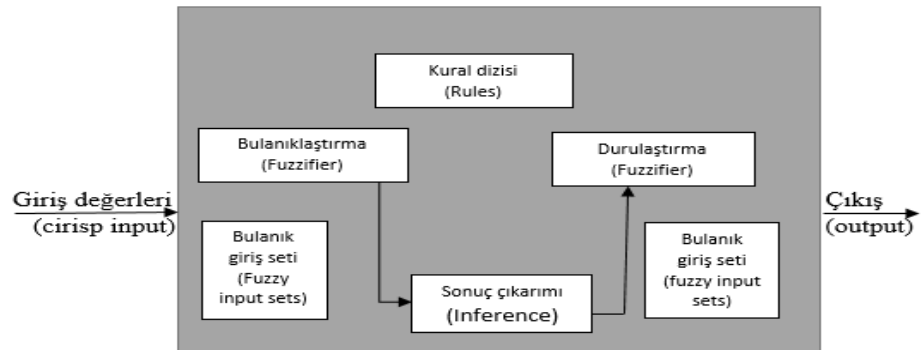 Kural dizisi
(Rules)
Bulanıklaştırma
(Fuzzifier)
Durulaştırma
(Fuzzifier)
Giriş değerleri
(cirisp input)
Çıkış
(output)
Bulanık
giriş seti
(Fuzzy
input sets)
Sonuç çıkarımı
(Inference)
Bulanık
giriş seti
(fuzzy input
sets)